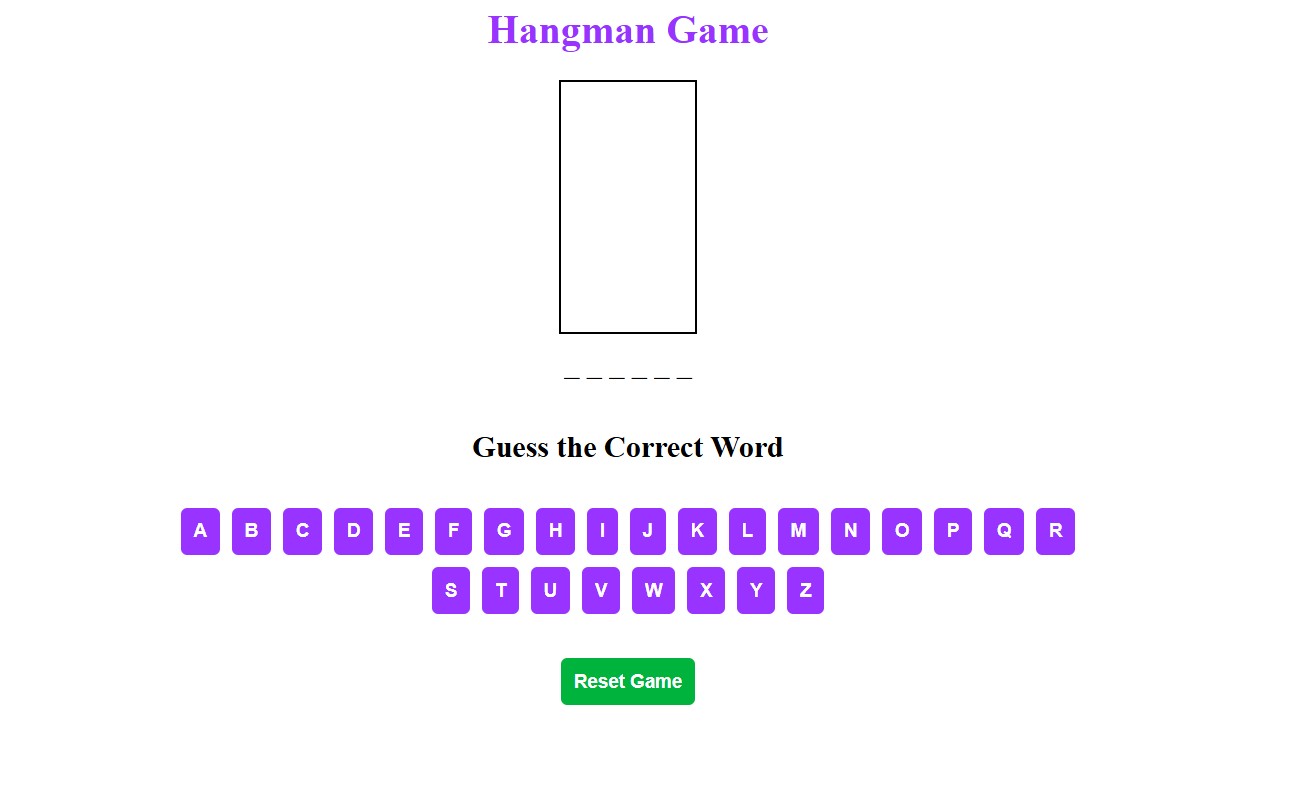 Hangman Game
_ _ _ _ _ _
Guess the Correct Word
A B C D E F G H I J K L M N O P Q R
S T U V W X Y Z
Reset Game